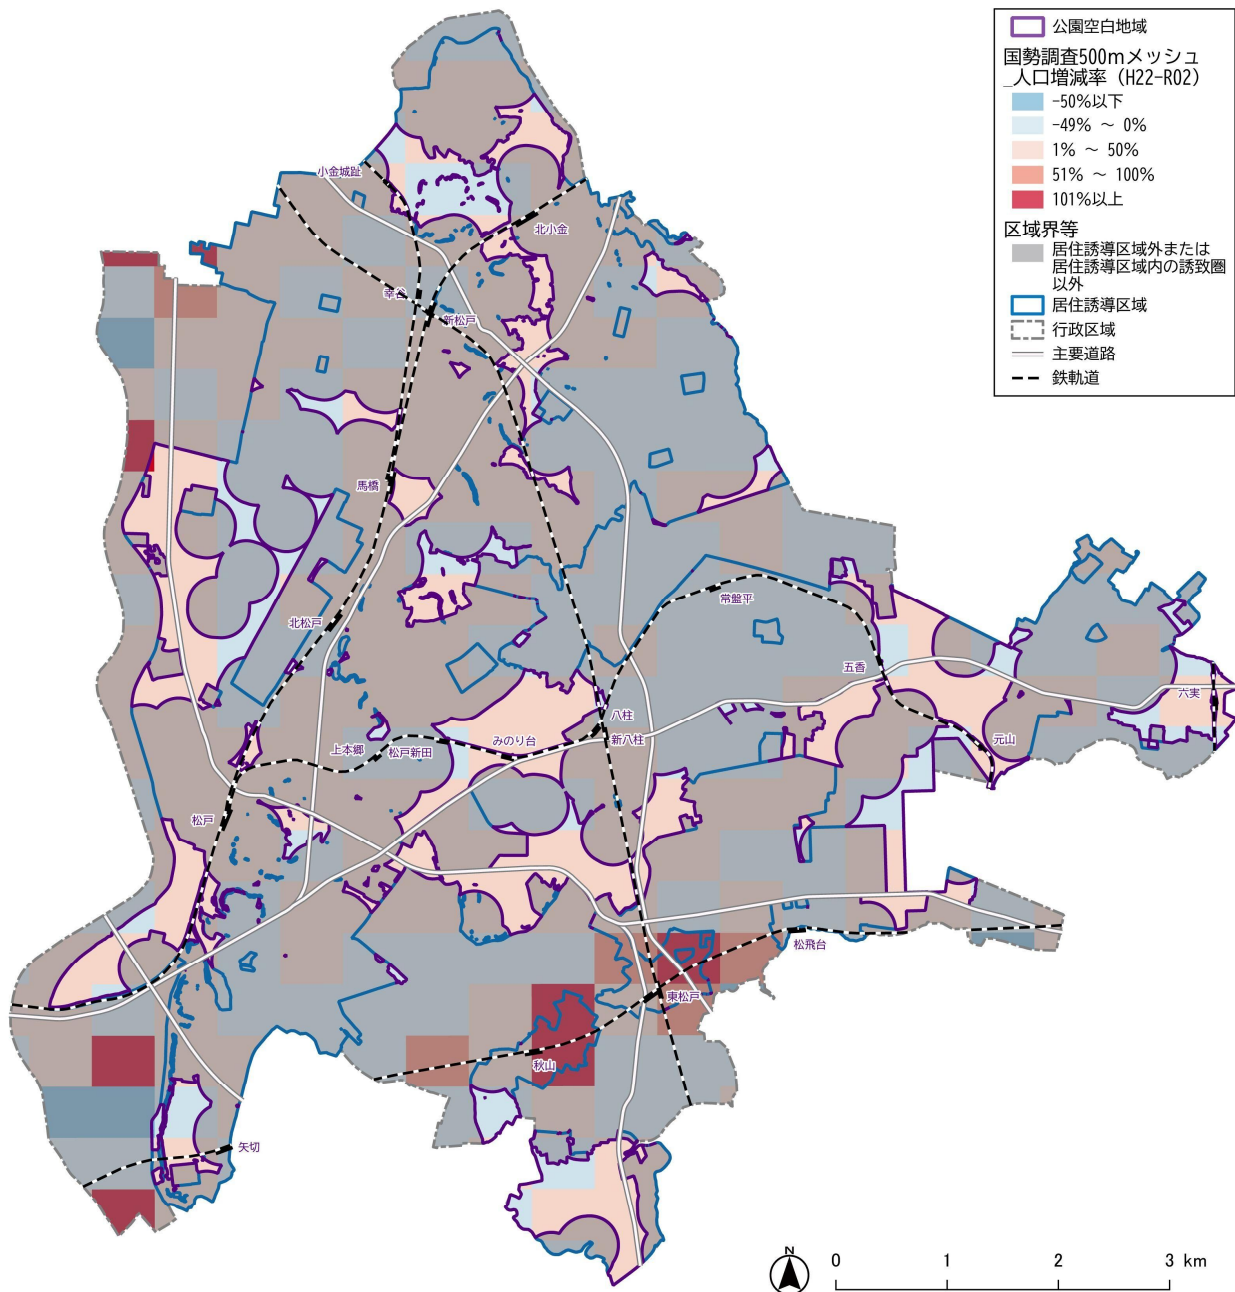 公園空白地域
国勢調査500mメッシュ
_人口増減率（H22-R02）
-50%以下
-49% ～ 0%
1% ～ 50%
51% ～ 100%
101%以上
区域界等
居住誘導区域外または
居住誘導区域内の誘致圏
以外
居住誘導区域
行政区域
主要道路
鉄軌道
小金城趾
北小金
幸谷
新松戸
馬橋
北松戸
常盤平
五香
六実
八柱
新八柱
みのり台
元山
上本郷
松戸新田
松戸
松飛台
東松戸
秋山
矢切
N
0 1 2 3 km